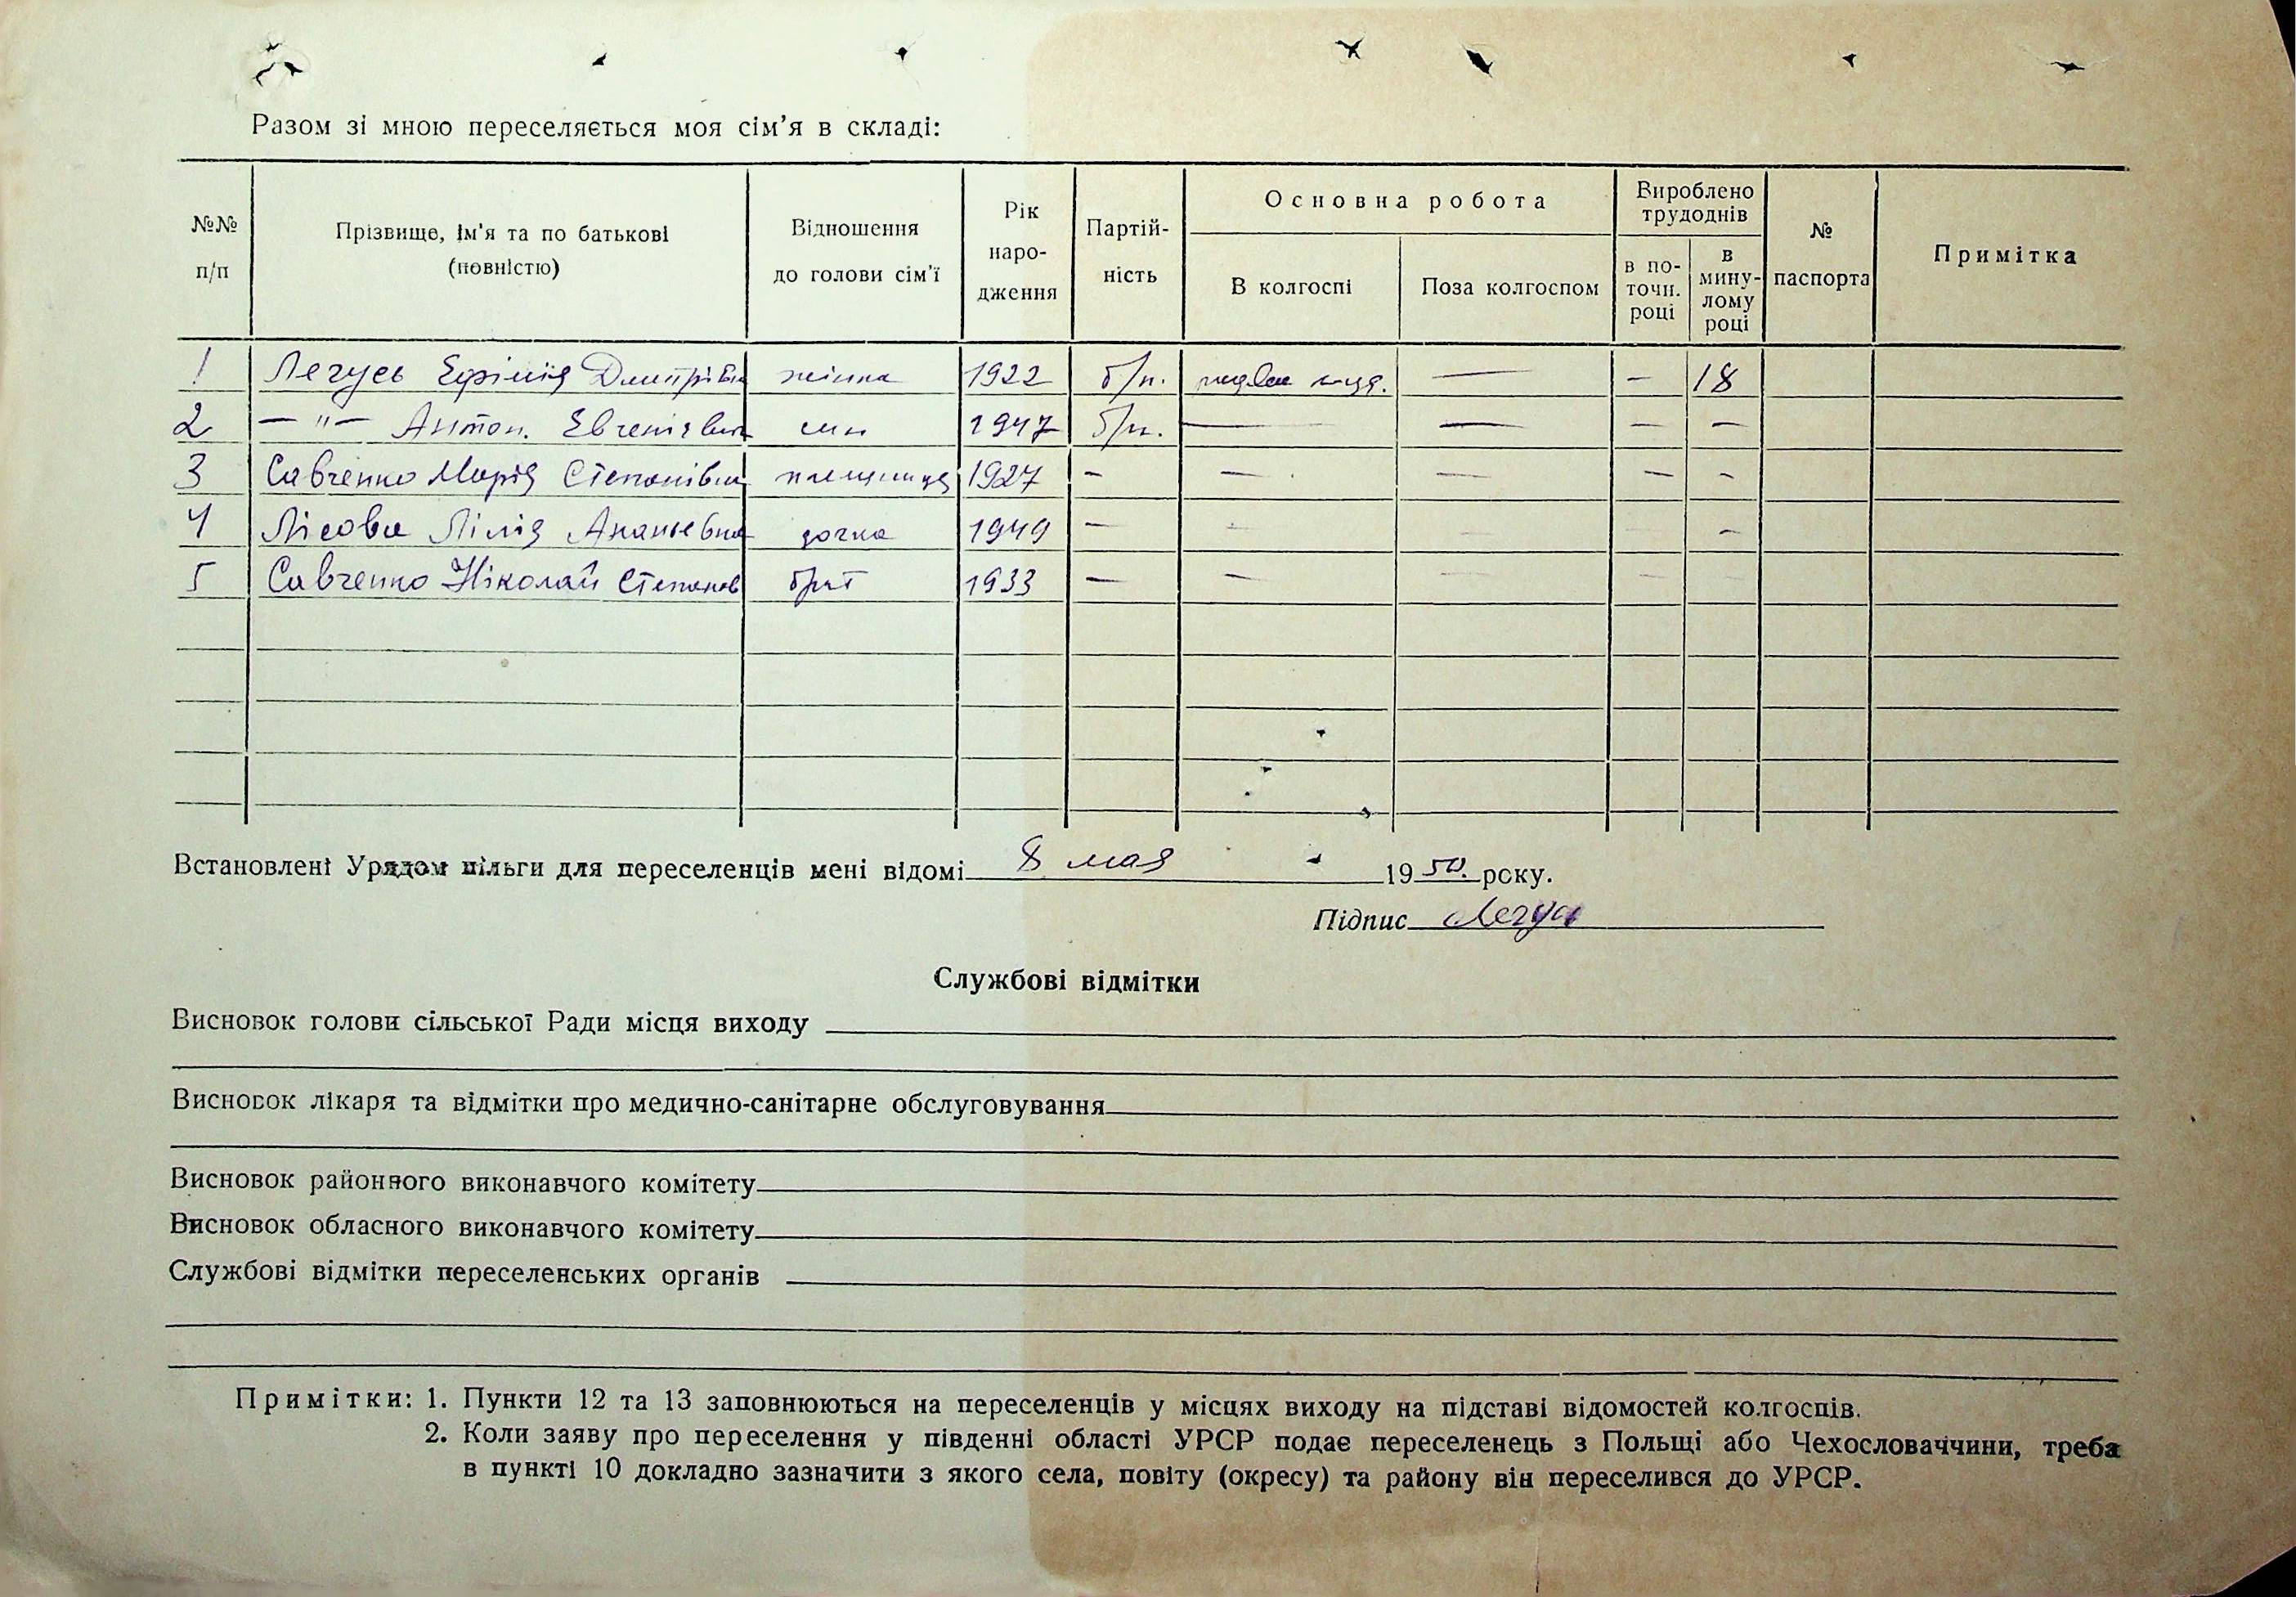 Разом зі мною переселяється моя сім'я в складі:
№№ п/п
Прізвище, ім'я та по батькові (повністю)
Відношення до голови сім'ї
Рік народження
Партійність
Основна робота
В колгоспі
Поза колгоспом
Вироблено трудоднів
в поточн. році
в минулому році
№ паспорта
Примітка
1 Легусь Єфімія Дмитрівна жінка 1922 б/п. — — 18
2 — " — Антон. Евгенієвич син 1947 б/п. — — — —
3 Савченко Марія Степанівна 1927 — — — — —
4 Лісова Лілія Ананьевна дочка 1949 — — — — —
5 Савченко Ніколай Степанов брат 1933 — — — — —
Встановлені Урядом пільги для переселенців мені відомі 8 мая 1950. року.
Підпис Легусь
Службові відмітки
Висновок голови сільської Ради місця виходу
Висновок лікаря та відмітки про медично-санітарне обслуговування
Висновок районного виконавчого комітету
Висновок обласного виконавчого комітету
Службові відмітки переселенських органів
Примітки: 1. Пункти 12 та 13 заповнюються на переселенців у місцях виходу на підставі відомостей колгоспів.
2. Коли заяву про переселення у південні області УРСР подає переселенець з Польщі або Чехословаччини, треба
в пункті 10 докладно зазначити з якого села, повіту (окресу) та району він переселився до УРСР.